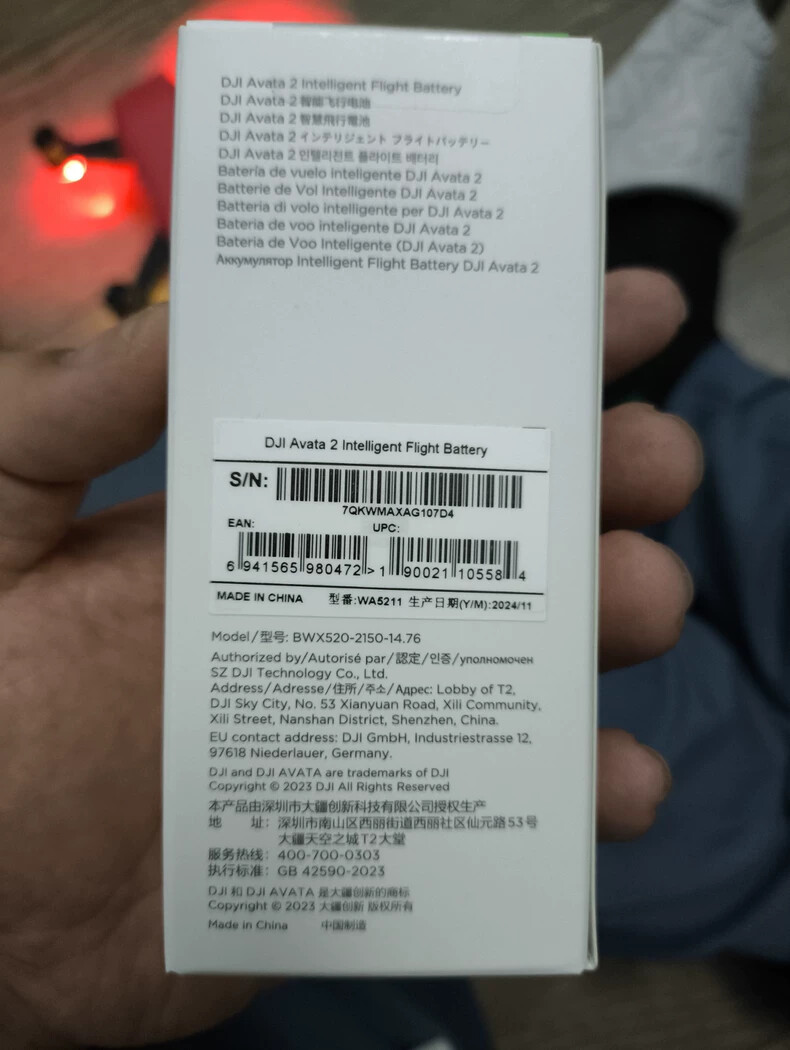 DJI Avata 2 Intelligent Flight Battery
DJI Avata 2 智能飞行电池
DJI Avata 2 智慧飛行電池
DJI Avata 2 インテリジェント フライトバッテリー
DJI Avata 2 인텔리전트 플라이트 배터리
Batería de vuelo inteligente DJI Avata 2
Batterie de Vol Intelligente DJI Avata 2
Batteria di volo intelligente per DJI Avata 2
Bateria de voo inteligente DJI Avata 2
Bateria de Voo Inteligente (DJI Avata 2)
Аккумулятор Intelligent Flight Battery DJI Avata 2
DJI Avata 2 Intelligent Flight Battery
S/N:
7QKWMAXAG107D4
EAN: UPC:
6 941565 980472 > 1 90021 10558 4
MADE IN CHINA 型番:WA5211 生产日期(Y/M):2024/11
Model/型号: BWX520-2150-14.76
Authorized by/Autorisé par/認定/인증/уполномочен
SZ DJI Technology Co., Ltd.
Address/Adresse/住所/주소/Адрес: Lobby of T2,
DJI Sky City, No. 53 Xianyuan Road, Xili Community,
Xili Street, Nanshan District, Shenzhen, China.
EU contact address: DJI GmbH, Industriestrasse 12,
97618 Niederlauer, Germany.
DJI and DJI AVATA are trademarks of DJI
Copyright © 2023 DJI All Rights Reserved
本产品由深圳市大疆创新科技有限公司授权生产
地 址: 深圳市南山区西丽街道西丽社区仙元路53号
大疆天空之城T2大堂
服务热线: 400-700-0303
执行标准: GB 42590-2023
DJI 和 DJI AVATA 是大疆创新的商标
Copyright © 2023 大疆创新 版权所有
Made in China 中国制造